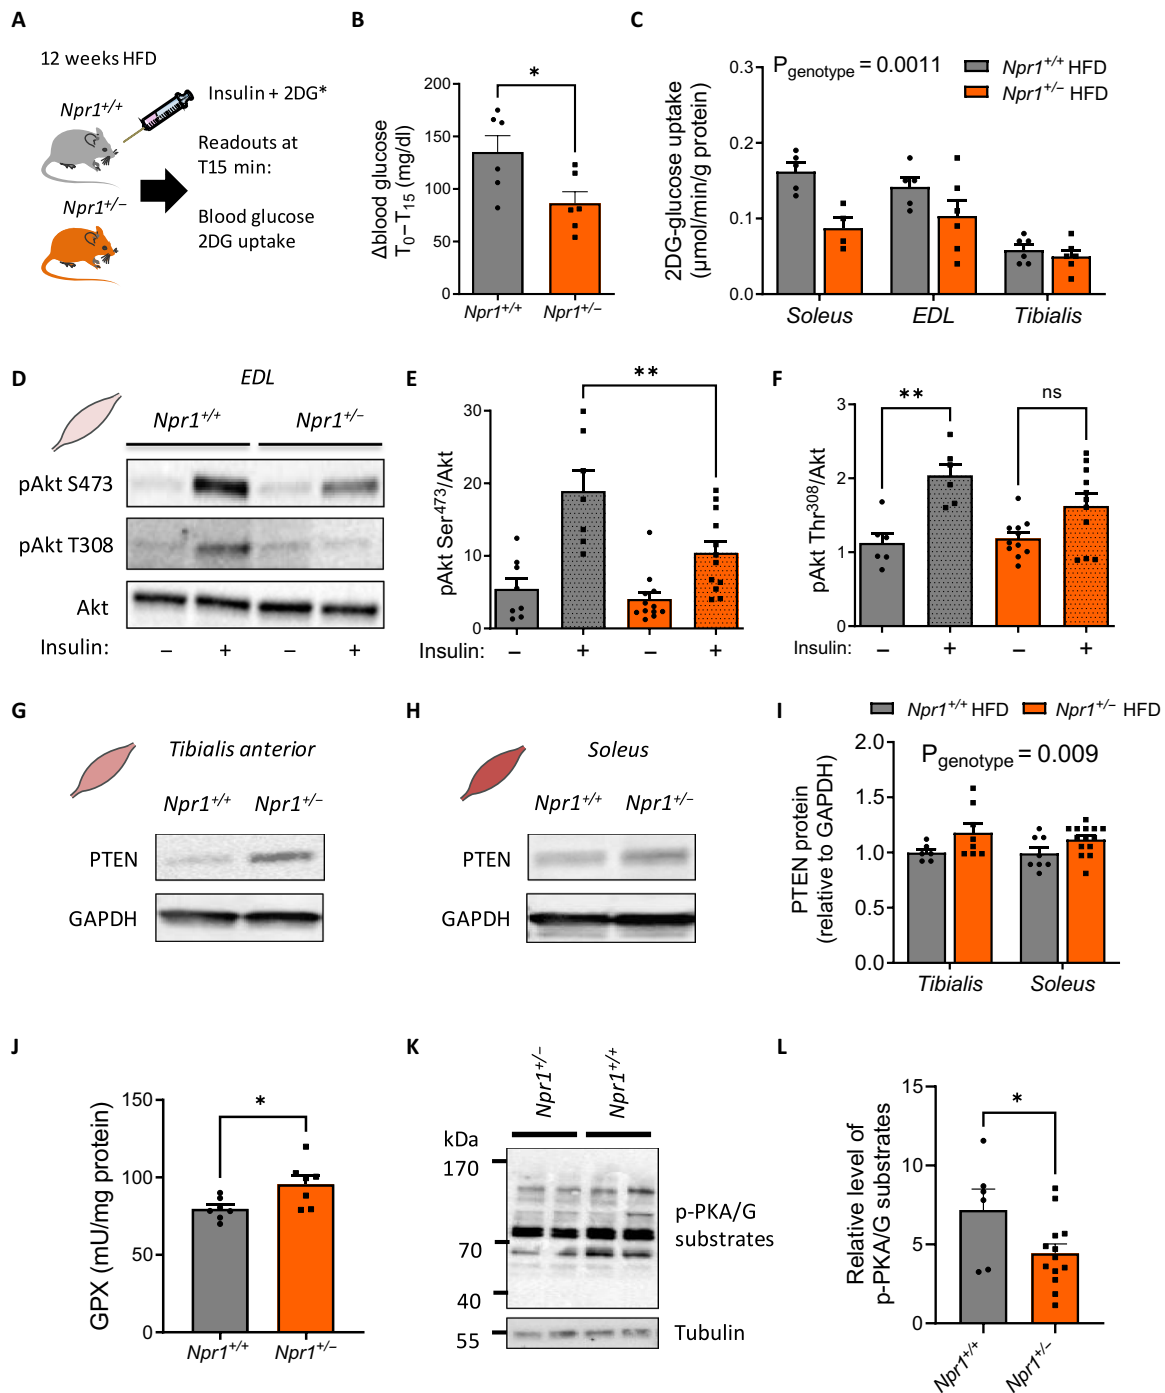 A
12 weeks HFD
Npr1+/+
Insulin + 2DG*
Readouts at
T15 min:
Npr1+/−
Blood glucose
2DG uptake
B
*
Δblood glucose
T0 – T15 (mg/dl)
200
150
100
50
0
Npr1+/+ Npr1+/−
C
Pgenotype = 0.0011
Npr1+/+ HFD
Npr1+/− HFD
2DG-glucose uptake
(µmol/min/g protein)
0.3
0.2
0.1
0.0
Soleus EDL Tibialis
D
EDL
Npr1+/+ Npr1+/−
pAkt S473
pAkt T308
Akt
Insulin: − + − +
E
**
pAkt Ser473/Akt
30
20
10
0
Insulin: − + − +
F
** ns
pAkt Thr308/Akt
3
2
1
0
Insulin: − + − +
G
Tibialis anterior
Npr1+/+ Npr1+/−
PTEN
GAPDH
H
Soleus
Npr1+/+ Npr1+/−
PTEN
GAPDH
I
Npr1+/+ HFD Npr1+/− HFD
Pgenotype = 0.009
PTEN protein
(relative to GAPDH)
2.0
1.5
1.0
0.5
0.0
Tibialis Soleus
J
*
GPX (mU/mg protein)
150
100
50
0
Npr1+/+ Npr1+/−
K
Npr1+/− Npr1+/+
kDa
170
70
40
55
p-PKA/G
substrates
Tubulin
L
*
Relative level of
p-PKA/G substrates
15
10
5
0
Npr1+/+ Npr1+/−